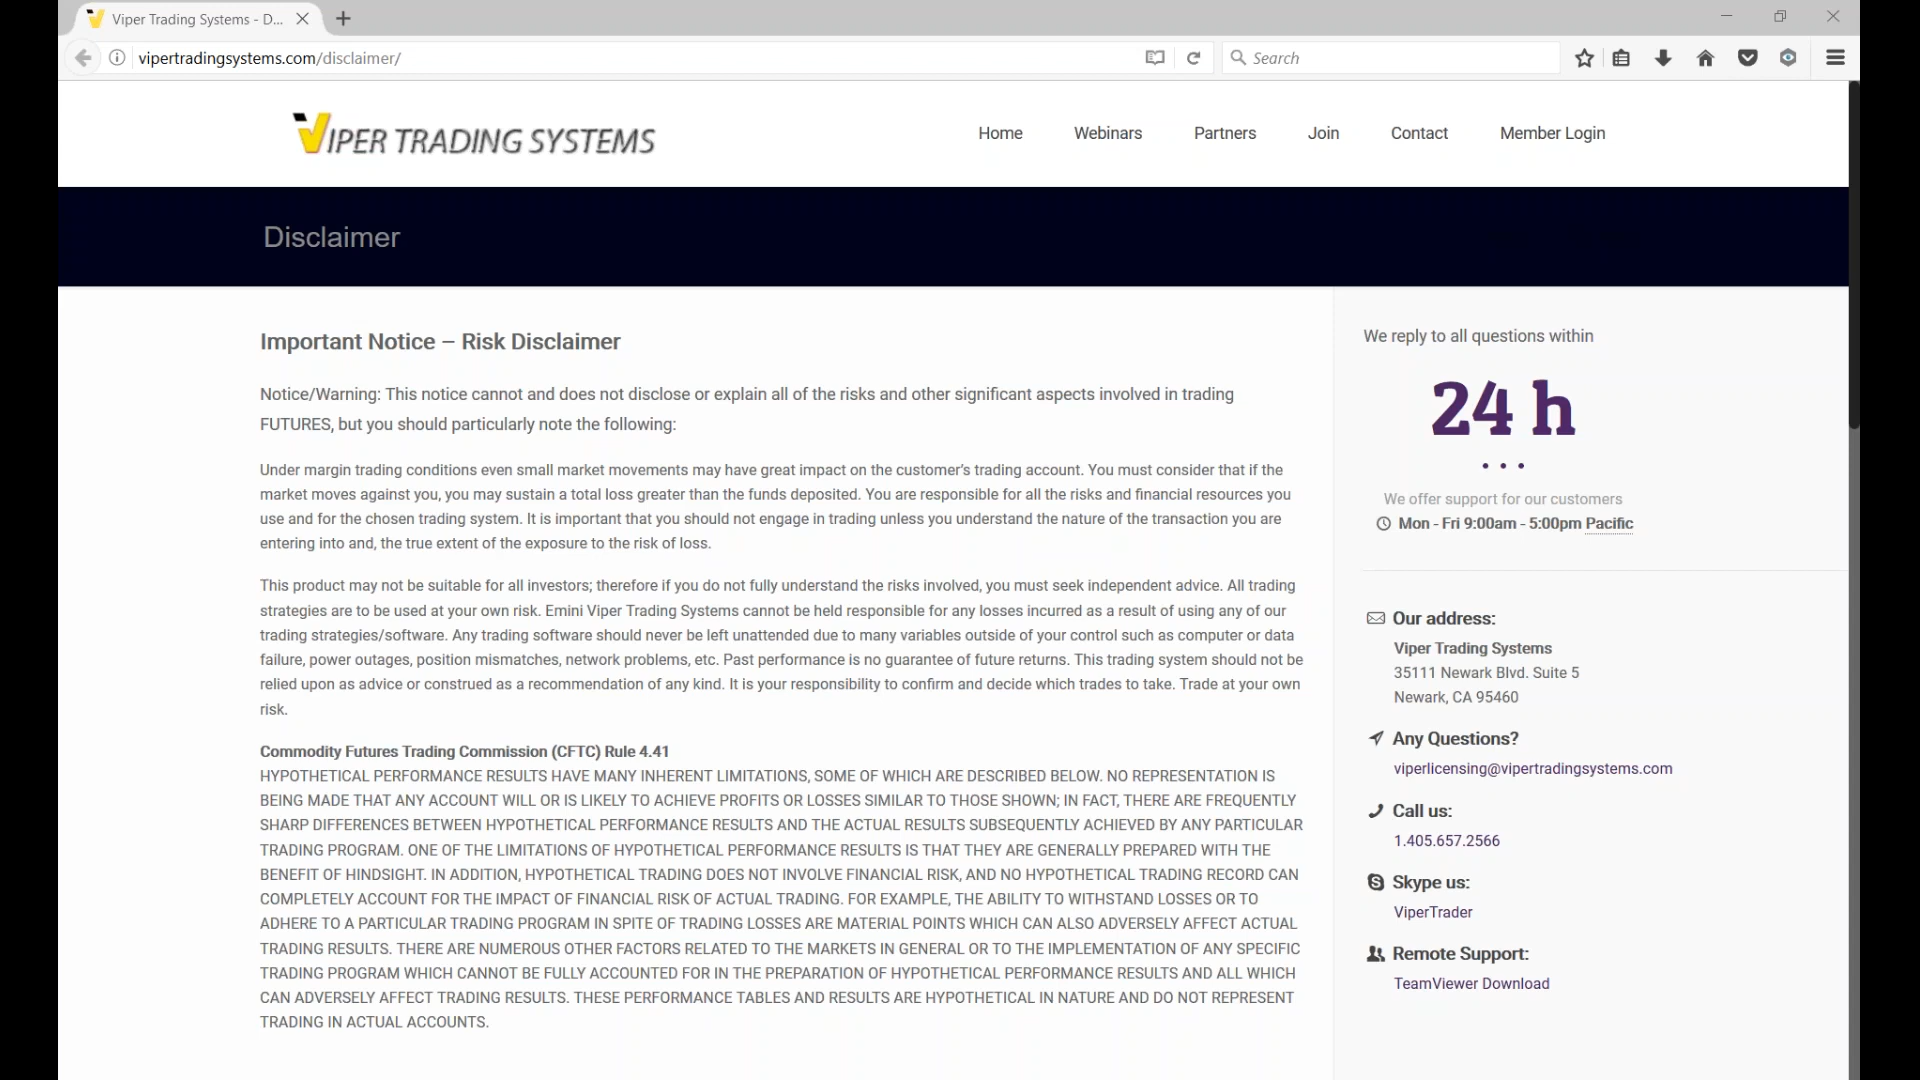 Viper Trading Systems - D...
vipertradingsystems.com/disclaimer/
Search
VIPER TRADING SYSTEMS
Home
Webinars
Partners
Join
Contact
Member Login
Disclaimer
Important Notice – Risk Disclaimer
Notice/Warning: This notice cannot and does not disclose or explain all of the risks and other significant aspects involved in trading
FUTURES, but you should particularly note the following:
Under margin trading conditions even small market movements may have great impact on the customer's trading account. You must consider that if the
market moves against you, you may sustain a total loss greater than the funds deposited. You are responsible for all the risks and financial resources you
use and for the chosen trading system. It is important that you should not engage in trading unless you understand the nature of the transaction you are
entering into and, the true extent of the exposure to the risk of loss.
This product may not be suitable for all investors; therefore if you do not fully understand the risks involved, you must seek independent advice. All trading
strategies are to be used at your own risk. Emini Viper Trading Systems cannot be held responsible for any losses incurred as a result of using any of our
trading strategies/software. Any trading software should never be left unattended due to many variables outside of your control such as computer or data
failure, power outages, position mismatches, network problems, etc. Past performance is no guarantee of future returns. This trading system should not be
relied upon as advice or construed as a recommendation of any kind. It is your responsibility to confirm and decide which trades to take. Trade at your own
risk.
Commodity Futures Trading Commission (CFTC) Rule 4.41
HYPOTHETICAL PERFORMANCE RESULTS HAVE MANY INHERENT LIMITATIONS, SOME OF WHICH ARE DESCRIBED BELOW. NO REPRESENTATION IS
BEING MADE THAT ANY ACCOUNT WILL OR IS LIKELY TO ACHIEVE PROFITS OR LOSSES SIMILAR TO THOSE SHOWN; IN FACT, THERE ARE FREQUENTLY
SHARP DIFFERENCES BETWEEN HYPOTHETICAL PERFORMANCE RESULTS AND THE ACTUAL RESULTS SUBSEQUENTLY ACHIEVED BY ANY PARTICULAR
TRADING PROGRAM. ONE OF THE LIMITATIONS OF HYPOTHETICAL PERFORMANCE RESULTS IS THAT THEY ARE GENERALLY PREPARED WITH THE
BENEFIT OF HINDSIGHT. IN ADDITION, HYPOTHETICAL TRADING DOES NOT INVOLVE FINANCIAL RISK, AND NO HYPOTHETICAL TRADING RECORD CAN
COMPLETELY ACCOUNT FOR THE IMPACT OF FINANCIAL RISK OF ACTUAL TRADING. FOR EXAMPLE, THE ABILITY TO WITHSTAND LOSSES OR TO
ADHERE TO A PARTICULAR TRADING PROGRAM IN SPITE OF TRADING LOSSES ARE MATERIAL POINTS WHICH CAN ALSO ADVERSELY AFFECT ACTUAL
TRADING RESULTS. THERE ARE NUMEROUS OTHER FACTORS RELATED TO THE MARKETS IN GENERAL OR TO THE IMPLEMENTATION OF ANY SPECIFIC
TRADING PROGRAM WHICH CANNOT BE FULLY ACCOUNTED FOR IN THE PREPARATION OF HYPOTHETICAL PERFORMANCE RESULTS AND ALL WHICH
CAN ADVERSELY AFFECT TRADING RESULTS. THESE PERFORMANCE TABLES AND RESULTS ARE HYPOTHETICAL IN NATURE AND DO NOT REPRESENT
TRADING IN ACTUAL ACCOUNTS.
We reply to all questions within
24 h
We offer support for our customers
Mon - Fri 9:00am - 5:00pm Pacific
Our address:
Viper Trading Systems
35111 Newark Blvd. Suite 5
Newark, CA 95460
Any Questions?
viperlicensing@vipertradingsystems.com
Call us:
1.405.657.2566
Skype us:
ViperTrader
Remote Support:
TeamViewer Download